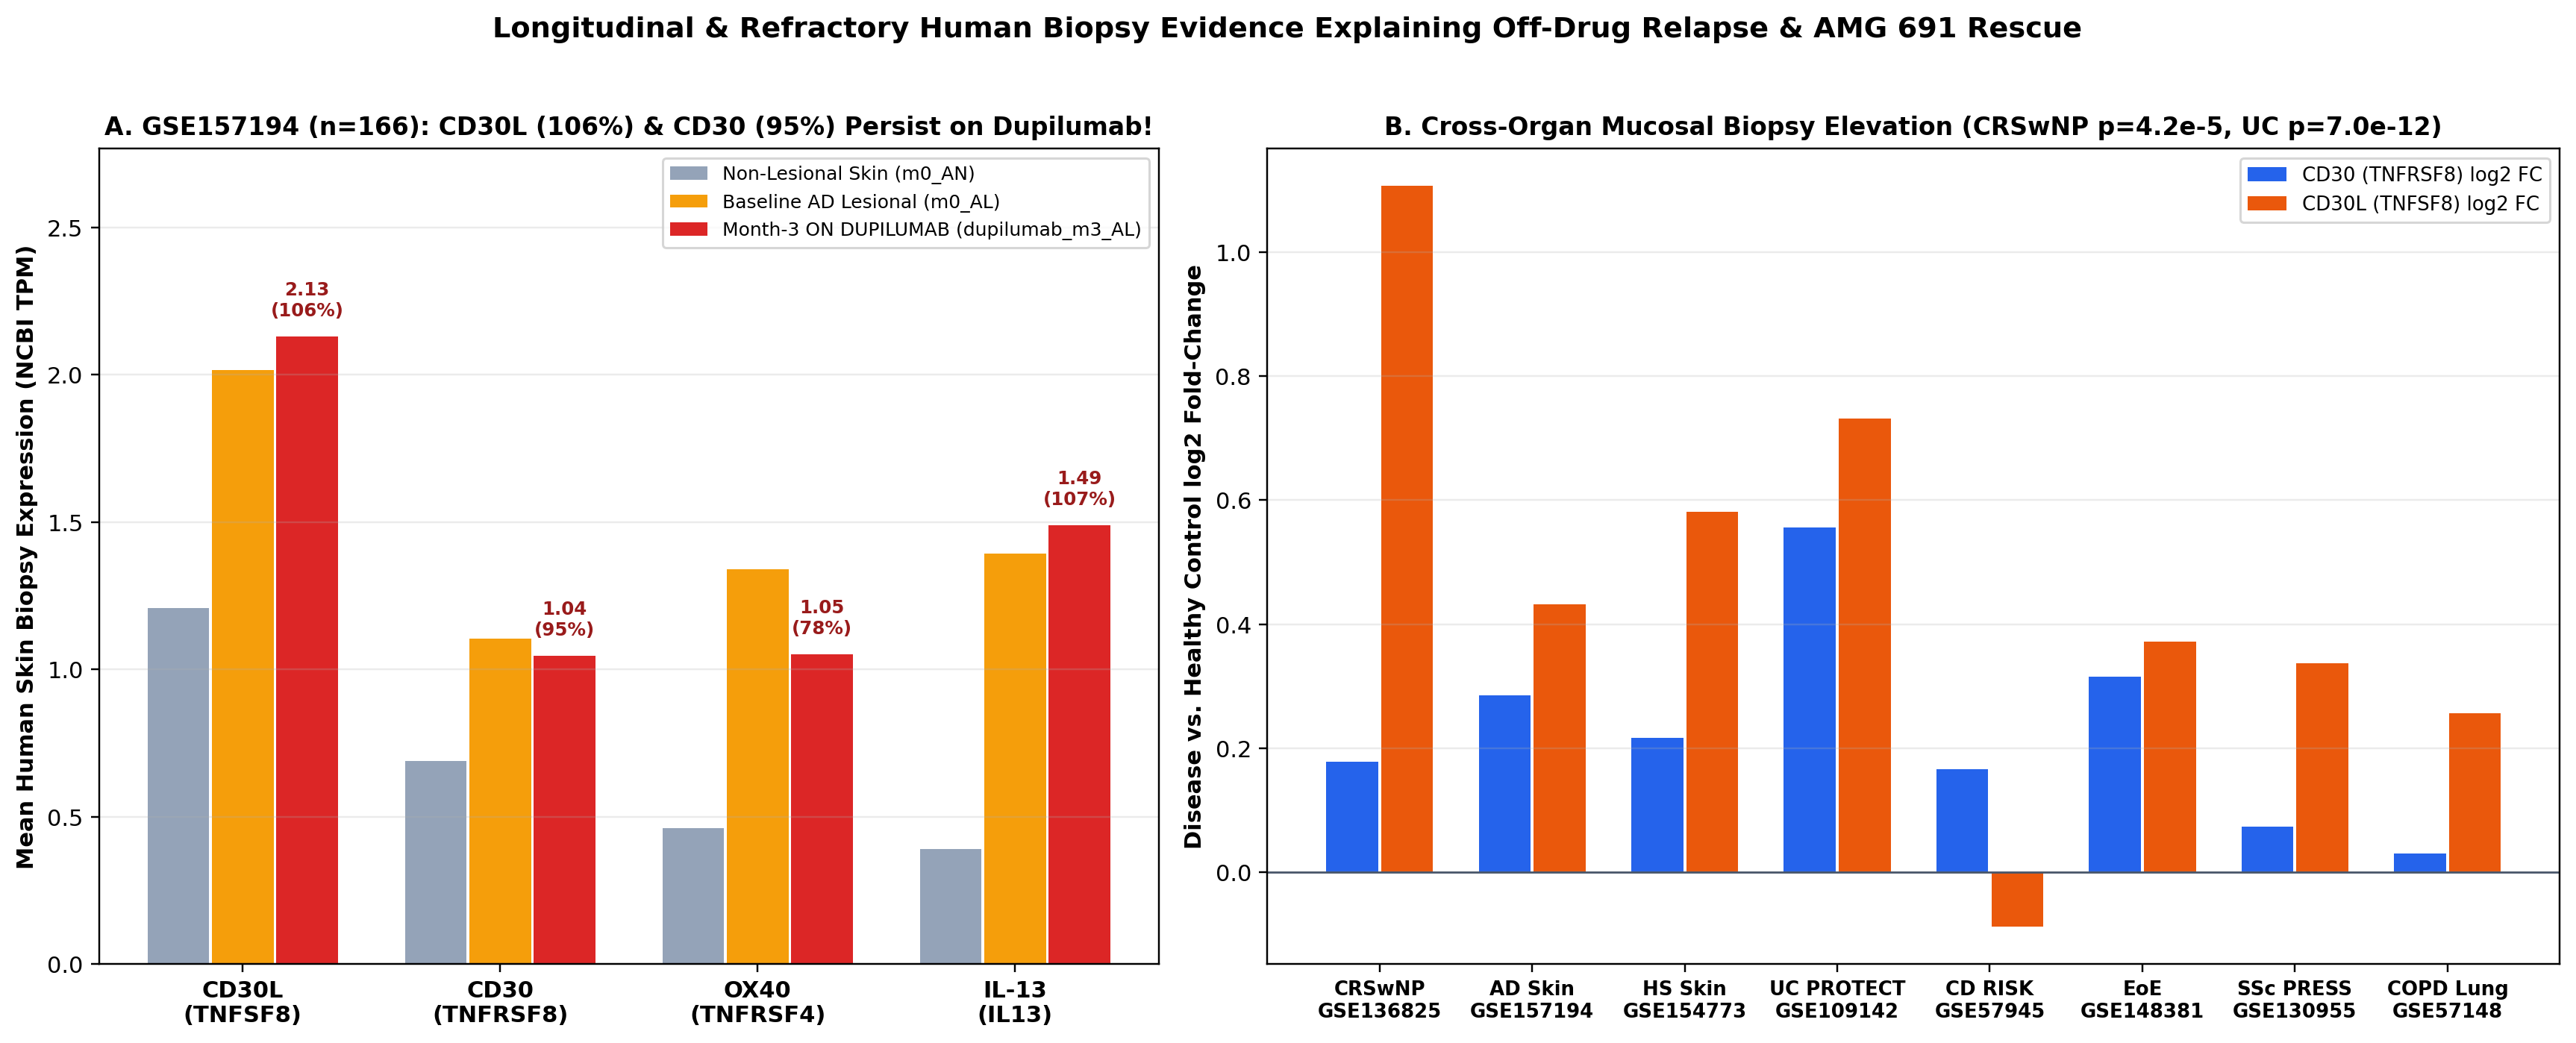 Longitudinal & Refractory Human Biopsy Evidence Explaining Off-Drug Relapse & AMG 691 Rescue
A. GSE157194 (n=166): CD30L (106%) & CD30 (95%) Persist on Dupilumab!
Mean Human Skin Biopsy Expression (NCBI TPM)
2.5
2.0
1.5
1.0
0.5
0.0
Non-Lesional Skin (m0_AN)
Baseline AD Lesional (m0_AL)
Month-3 ON DUPILUMAB (dupilumab_m3_AL)
2.13
(106%)
1.04
(95%)
1.05
(78%)
1.49
(107%)
CD30L
(TNFSF8)
CD30
(TNFRSF8)
OX40
(TNFRSF4)
IL-13
(IL13)
B. Cross-Organ Mucosal Biopsy Elevation (CRSwNP p=4.2e-5, UC p=7.0e-12)
Disease vs. Healthy Control log2 Fold-Change
1.0
0.8
0.6
0.4
0.2
0.0
CD30 (TNFRSF8) log2 FC
CD30L (TNFSF8) log2 FC
CRSwNP
GSE136825
AD Skin
GSE157194
HS Skin
GSE154773
UC PROTECT
GSE109142
CD RISK
GSE57945
EoE
GSE148381
SSc PRESS
GSE130955
COPD Lung
GSE57148